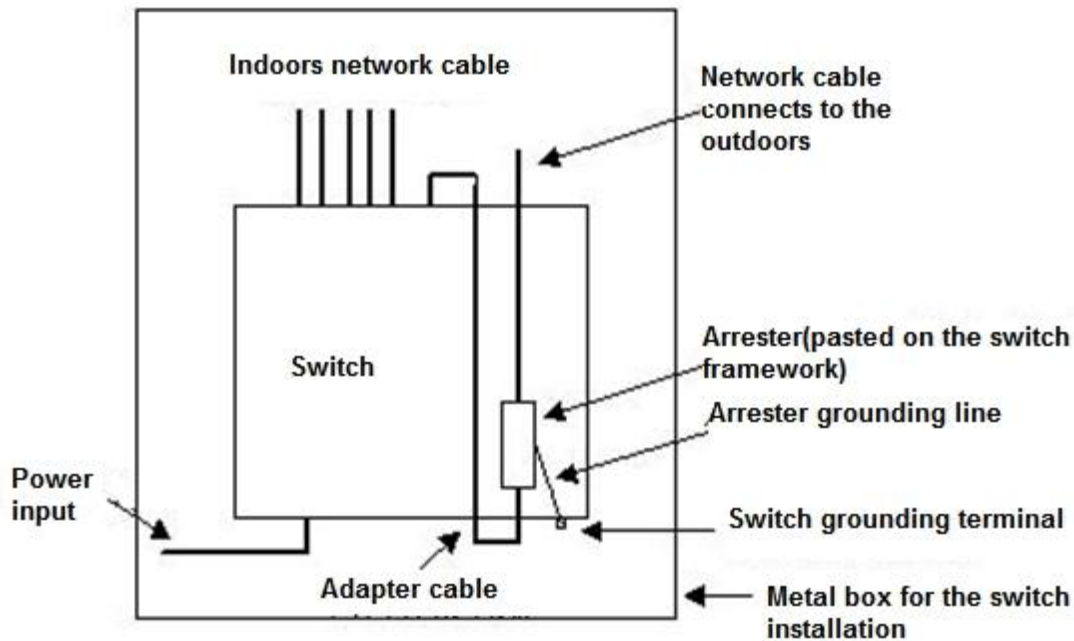 Indoors network cable
Network cable
connects to the
outdoors
Switch
Arrester(pasted on the switch
framework)
Arrester grounding line
Power
input
Switch grounding terminal
Adapter cable
Metal box for the switch
installation